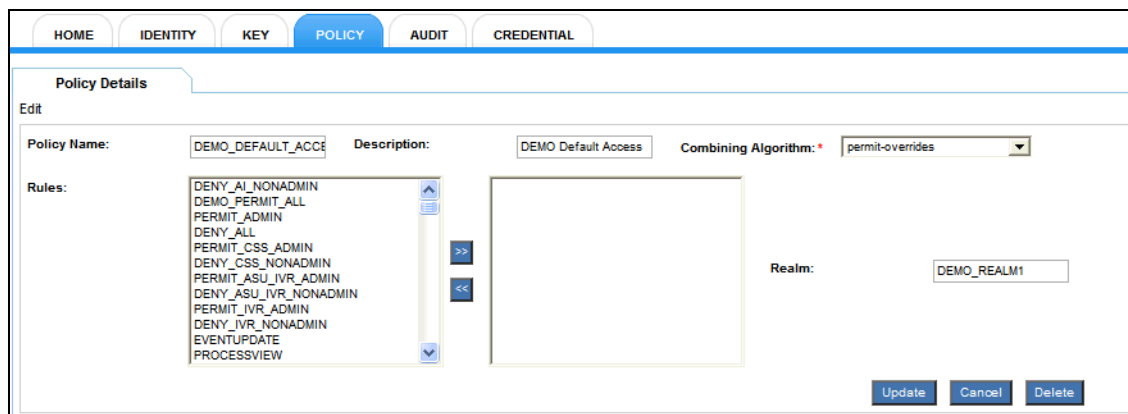 HOME IDENTITY KEY POLICY AUDIT CREDENTIAL
Policy Details
Edit
Policy Name: DEMO_DEFAULT_ACCE Description: DEMO Default Access Combining Algorithm: * permit-overrides
Rules:
DENY_AI_NONADMIN
DEMO_PERMIT_ALL
PERMIT_ADMIN
DENY_ALL
PERMIT_CSS_ADMIN
DENY_CSS_NONADMIN
PERMIT_ASU_IVR_ADMIN
DENY_ASU_IVR_NONADMIN
PERMIT_IVR_ADMIN
DENY_IVR_NONADMIN
EVENTUPDATE
PROCESSVIEW
>>
<<
Realm: DEMO_REALM1
Update Cancel Delete